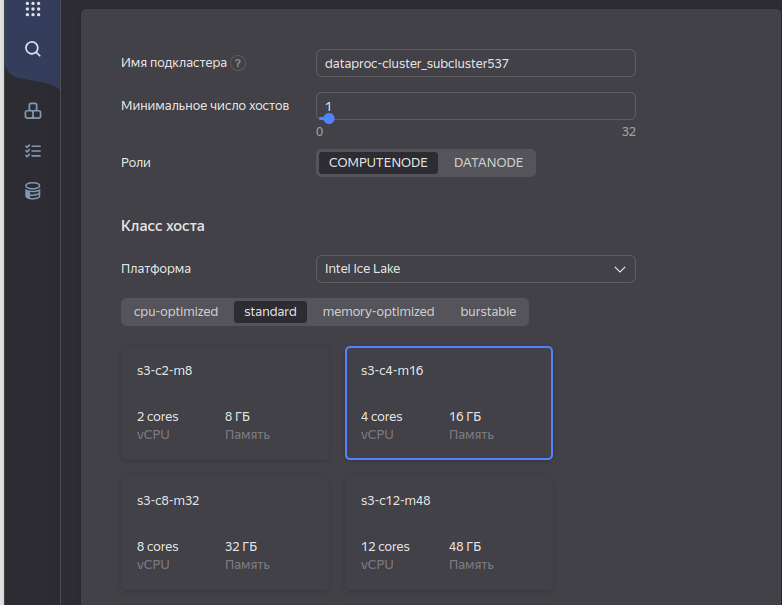 Имя подкластера ?
dataproc-cluster_subcluster537
Минимальное число хостов
1
0 32
Роли
COMPUTENODE DATANODE
Класс хоста
Платформа
Intel Ice Lake
cpu-optimized standard memory-optimized burstable
s3-c2-m8 s3-c4-m16
2 cores 8 ГБ 4 cores 16 ГБ
vCPU Память vCPU Память
s3-c8-m32 s3-c12-m48
8 cores 32 ГБ 12 cores 48 ГБ
vCPU Память vCPU Память